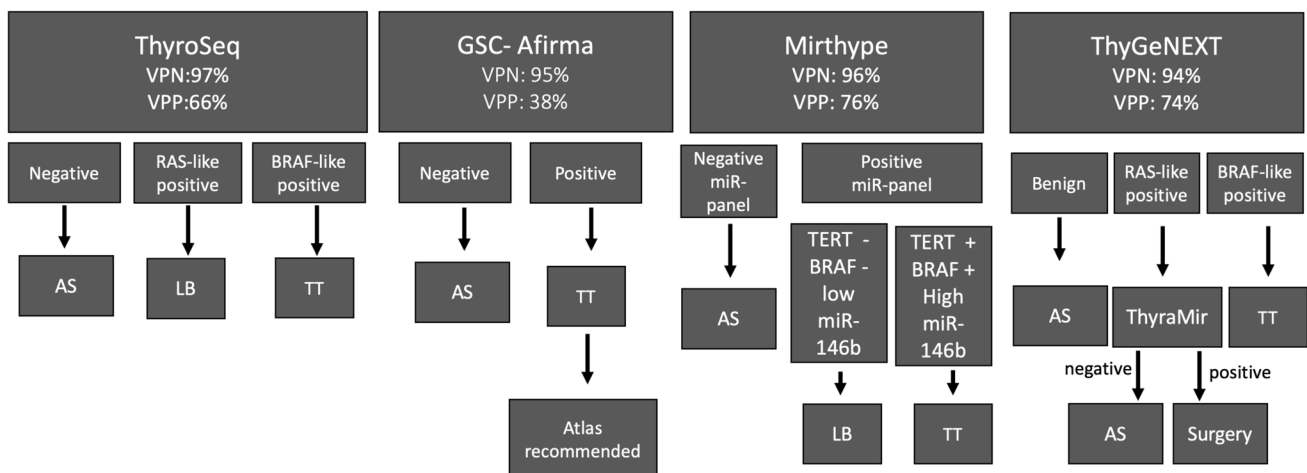 ThyroSeq
VPN:97%
VPP:66%
Negative
RAS-like
positive
BRAF-like
positive
AS
LB
TT
GSC- Afirma
VPN: 95%
VPP: 38%
Negative
Positive
AS
TT
Atlas
recommended
Mirthype
VPN: 96%
VPP: 76%
Negative
miR-
panel
Positive
miR-panel
AS
TERT -
BRAF -
low
miR-
146b
TERT +
BRAF +
High
miR-
146b
LB
TT
ThyGeNEXT
VPN: 94%
VPP: 74%
Benign
RAS-like
positive
BRAF-like
positive
AS
ThyraMir
TT
negative
positive
AS
Surgery